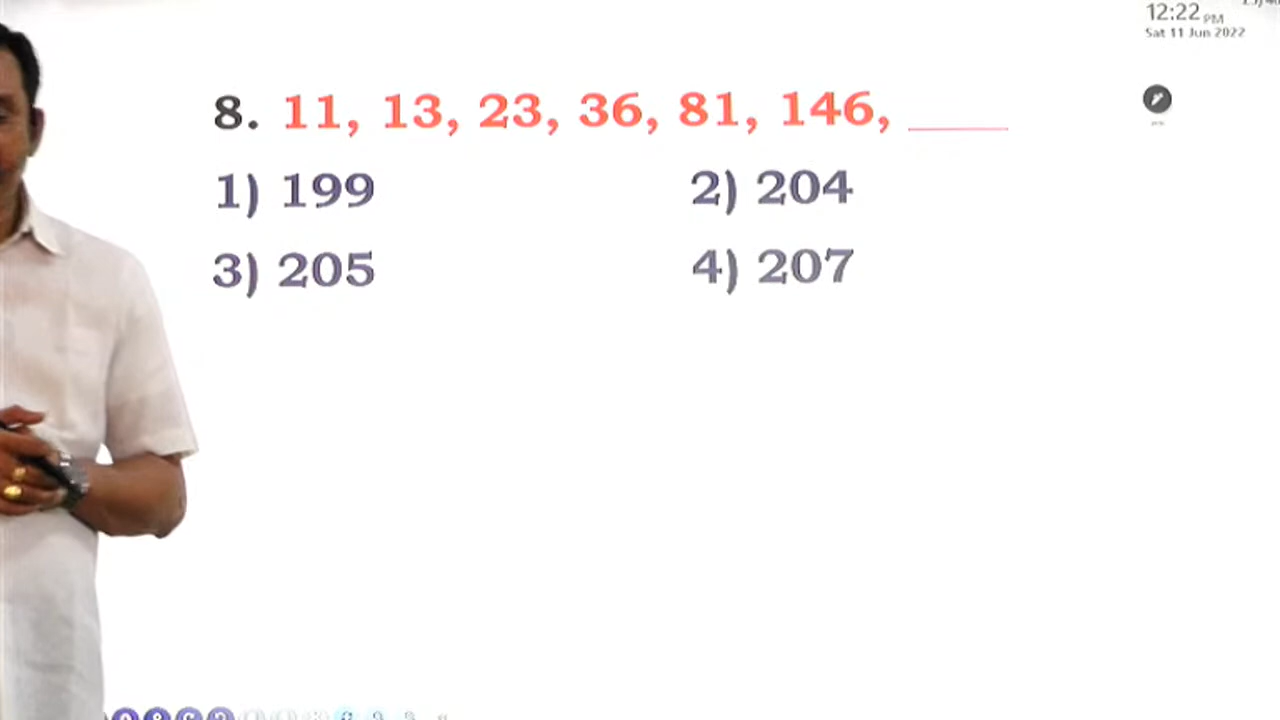 12:22 PM
Sat 11 Jun 2022
8. 11, 13, 23, 36, 81, 146, ____
1) 199 2) 204
3) 205 4) 207